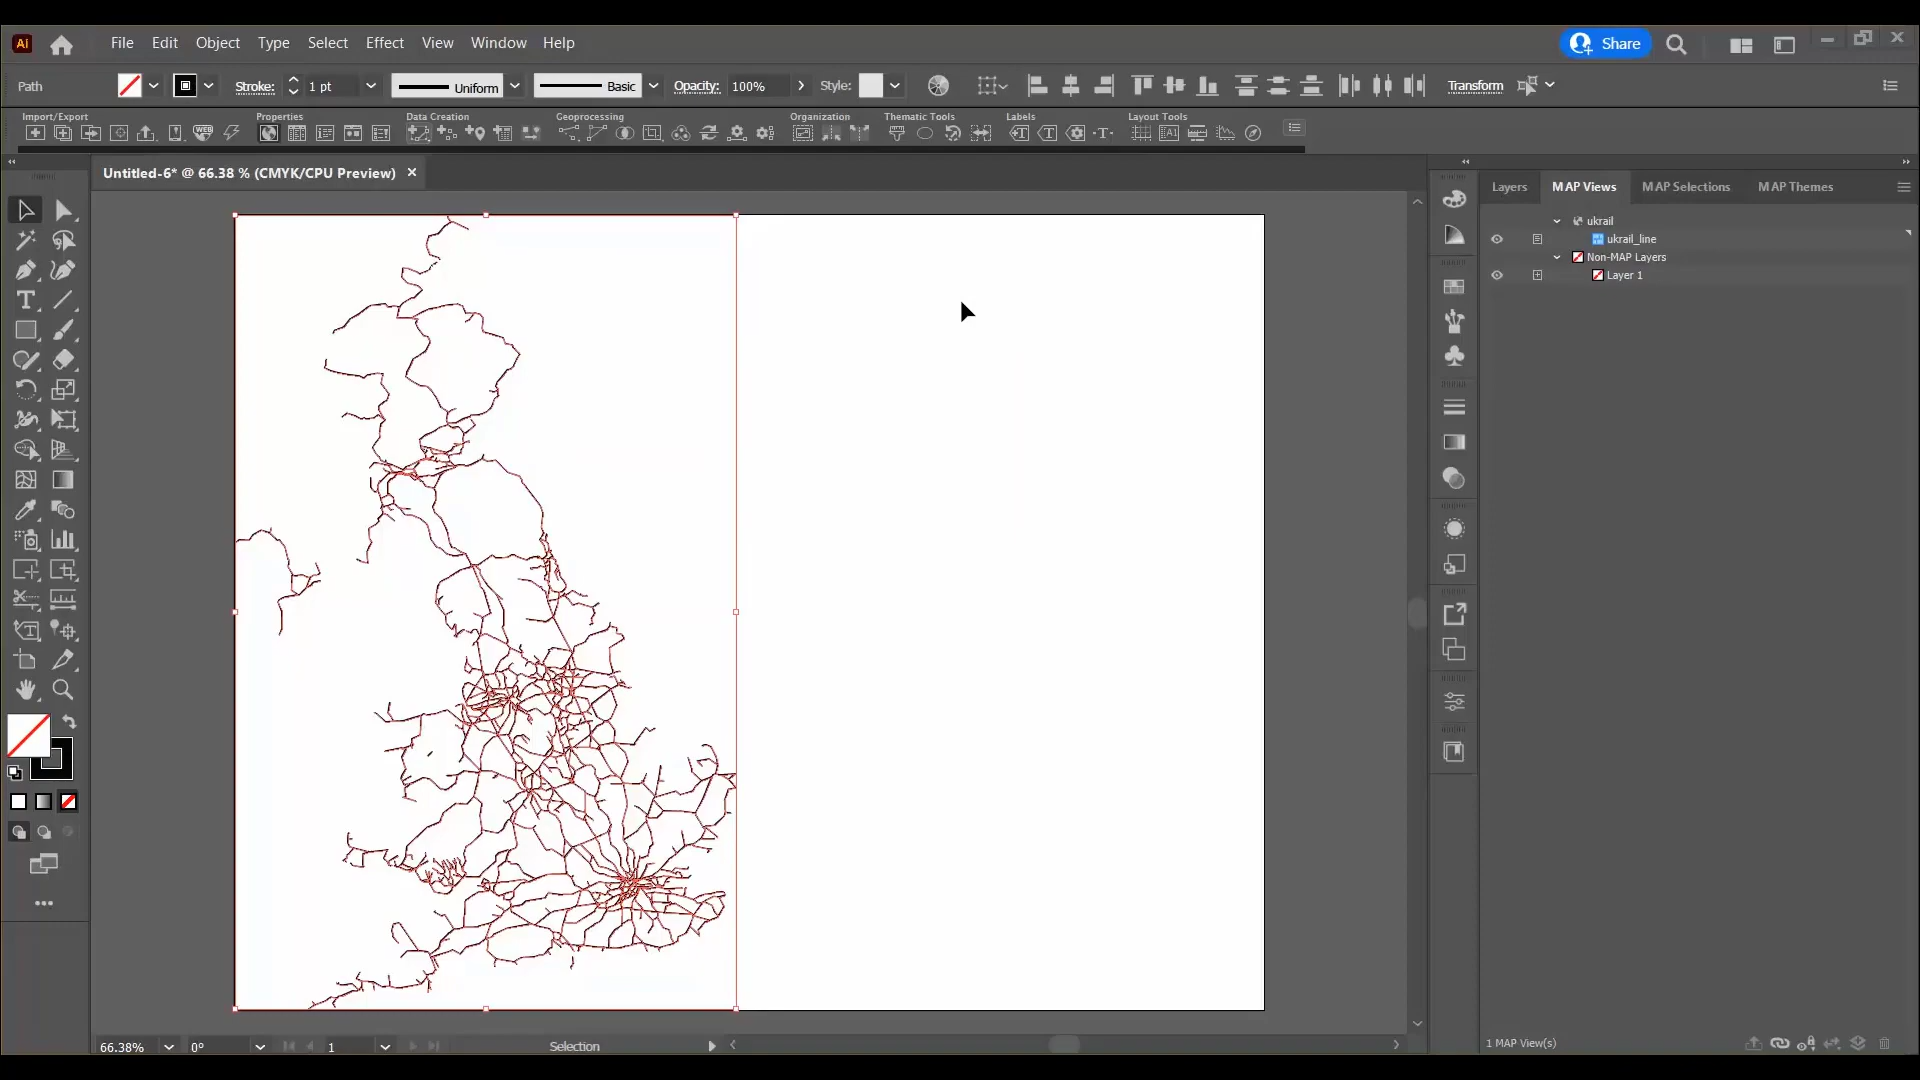 Ai File Edit Object Type Select Effect View Window Help Share
Path Stroke: 1 pt Uniform Basic Opacity: 100% Style: Transform
Import/Export Properties Data Creation Geoprocessing Organization Thematic Tools Labels Layout Tools
Untitled-6* @ 66.38 % (CMYK/CPU Preview) ×
Layers MAP Views MAP Selections MAP Themes
ukrail
ukrail_line
Non-MAP Layers
Layer 1
66.38% 0° 1 Selection
1 MAP View(s)